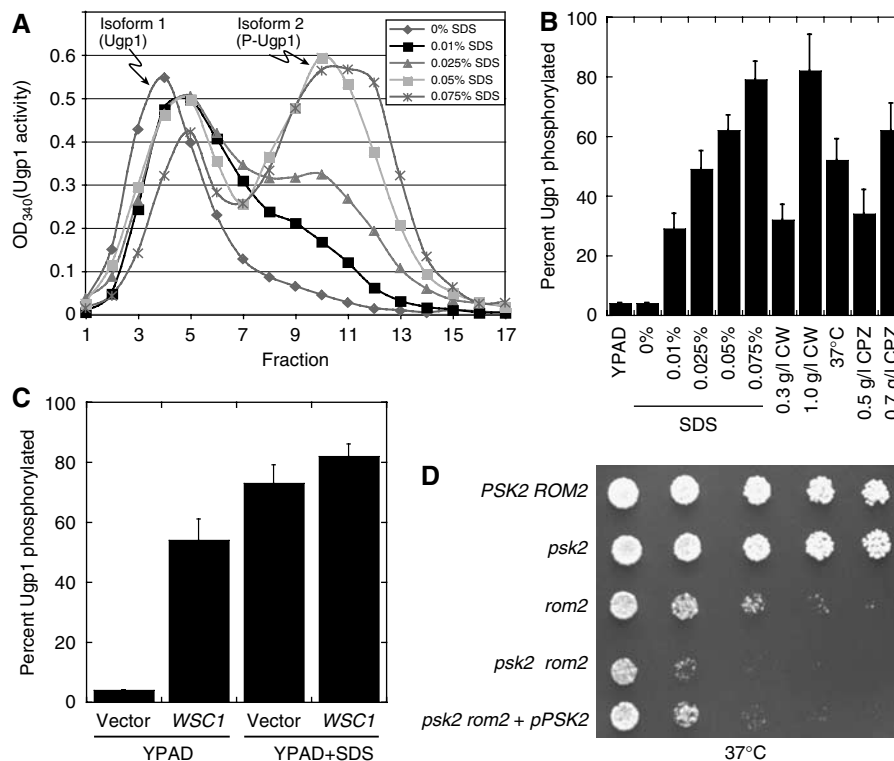 A
Isoform 1
(Ugp1)
Isoform 2
(P-Ugp1)
0% SDS
0.01% SDS
0.025% SDS
0.05% SDS
0.075% SDS
OD340(Ugp1 activity)
0.6
0.5
0.4
0.3
0.2
0.1
0
1 3 5 7 9 11 13 15 17
Fraction
B
Percent Ugp1 phosphorylated
100
80
60
40
20
0
YPAD
0%
0.01%
0.025%
0.05%
0.075%
0.3 g/l CW
1.0 g/l CW
37°C
0.5 g/l CPZ
0.7 g/l CPZ
SDS
C
Percent Ugp1 phosphorylated
100
80
60
40
20
0
Vector WSC1 Vector WSC1
YPAD YPAD+SDS
D
PSK2 ROM2
psk2
rom2
psk2 rom2
psk2 rom2 + pPSK2
37°C